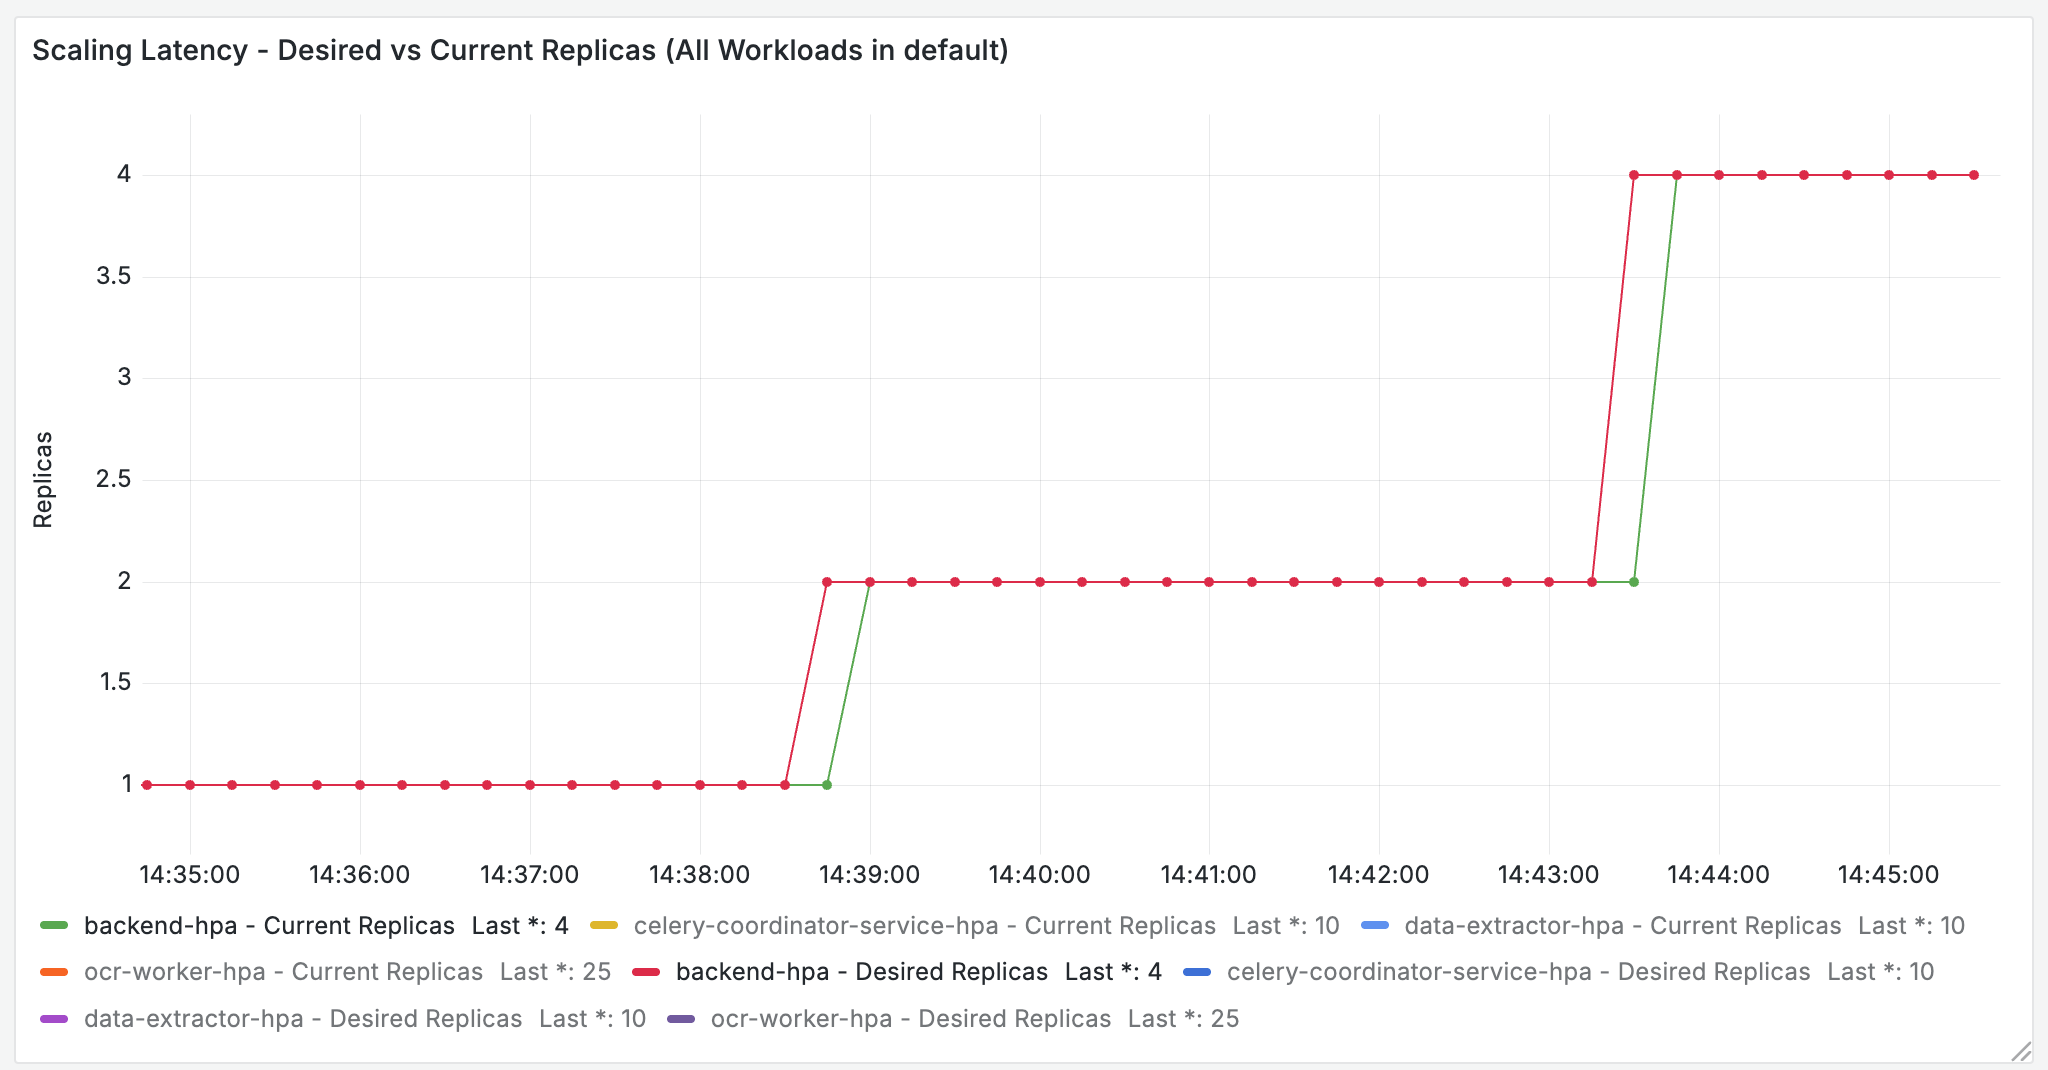 Scaling Latency - Desired vs Current Replicas (All Workloads in default)
Replicas
4
3.5
3
2.5
2
1.5
1
14:35:00 14:36:00 14:37:00 14:38:00 14:39:00 14:40:00 14:41:00 14:42:00 14:43:00 14:44:00 14:45:00
backend-hpa - Current Replicas Last *: 4 celery-coordinator-service-hpa - Current Replicas Last *: 10 data-extractor-hpa - Current Replicas Last *: 10
ocr-worker-hpa - Current Replicas Last *: 25 backend-hpa - Desired Replicas Last *: 4 celery-coordinator-service-hpa - Desired Replicas Last *: 10
data-extractor-hpa - Desired Replicas Last *: 10 ocr-worker-hpa - Desired Replicas Last *: 25